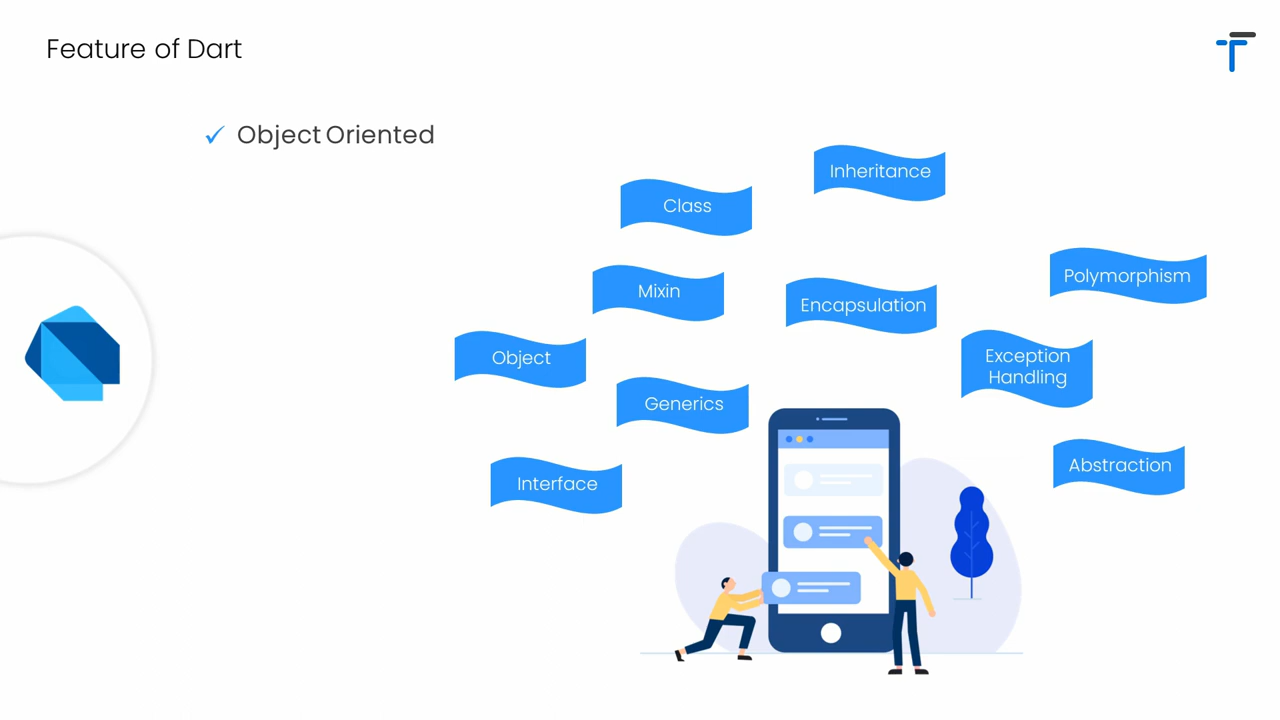 Feature of Dart
Object Oriented
Inheritance
Class
Polymorphism
Mixin
Encapsulation
Object
Exception
Handling
Generics
Abstraction
Interface